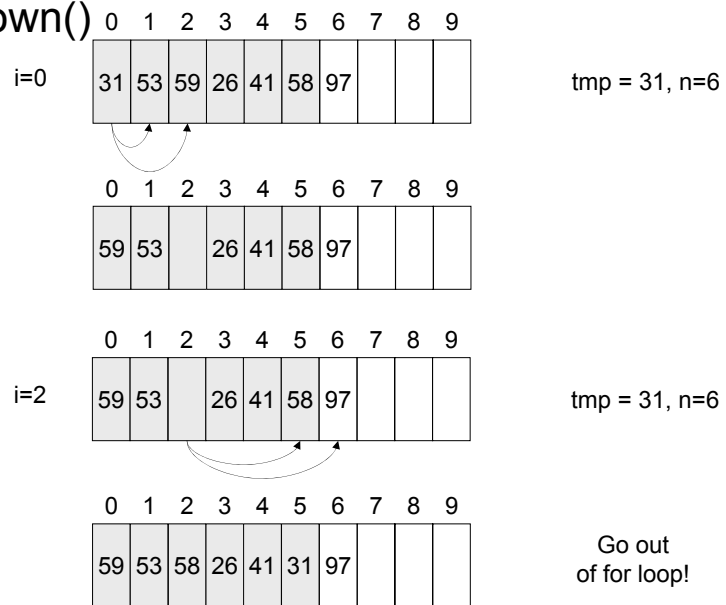 own()
0 1 2 3 4 5 6 7 8 9
i=0 31 53 59 26 41 58 97 tmp = 31, n=6
0 1 2 3 4 5 6 7 8 9
59 53 26 41 58 97
0 1 2 3 4 5 6 7 8 9
i=2 59 53 26 41 58 97 tmp = 31, n=6
0 1 2 3 4 5 6 7 8 9
59 53 58 26 41 31 97
Go out
of for loop!